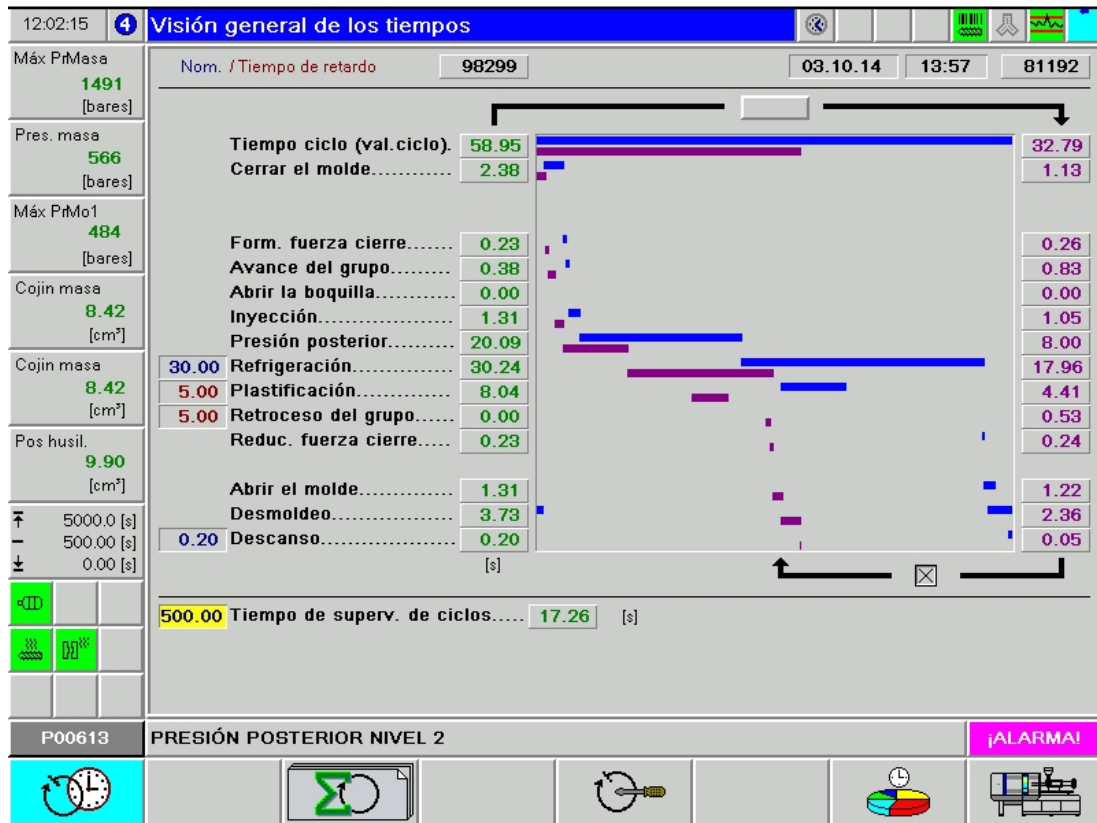 12:02:15 4 Visión general de los tiempos
Máx PrMasa
1491
[bares]
Pres. masa
566
[bares]
Máx PrMo1
484
[bares]
Cojin masa
8.42
[cm³]
Cojin masa
8.42
[cm³]
Pos husil.
9.90
[cm³]
5000.0 [s]
500.00 [s]
0.00 [s]
Nom. / Tiempo de retardo 98299 03.10.14 13:57 81192
Tiempo ciclo (val.ciclo). 58.95 32.79
Cerrar el molde............ 2.38 1.13
Form. fuerza cierre....... 0.23 0.26
Avance del grupo......... 0.38 0.83
Abrir la boquilla............ 0.00 0.00
Inyección.................... 1.31 1.05
Presión posterior.......... 20.09 8.00
30.00 Refrigeración............... 30.24 17.96
5.00 Plastificación............... 8.04 4.41
5.00 Retroceso del grupo...... 0.00 0.53
Reduc. fuerza cierre..... 0.23 0.24
Abrir el molde.............. 1.31 1.22
Desmoldeo.................. 3.73 2.36
0.20 Descanso.................... 0.20 0.05
[s]
500.00 Tiempo de superv. de ciclos..... 17.26 [s]
P00613 PRESIÓN POSTERIOR NIVEL 2 ¡ALARMA!